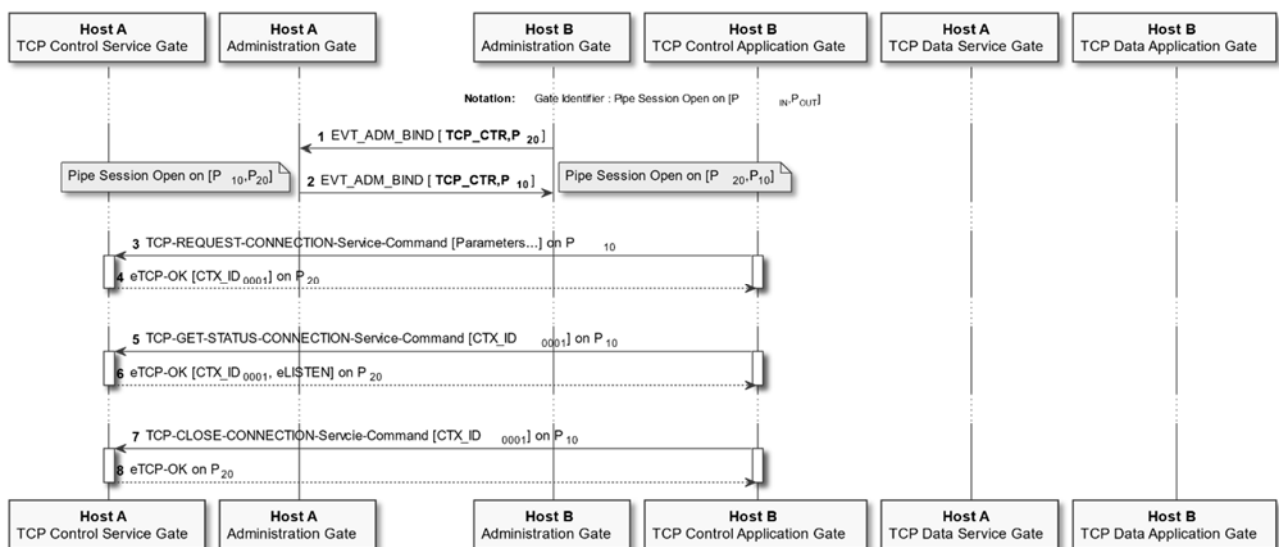 Host A Host A Host B Host B Host A Host B
TCP Control Service Gate Administration Gate Administration Gate TCP Control Application Gate TCP Data Service Gate TCP Data Application Gate
Notation: Gate Identifier : Pipe Session Open on [P IN,POUT]
1 EVT_ADM_BIND [ TCP_CTR,P 20 ]
Pipe Session Open on [P 10,P20] 2 EVT_ADM_BIND [ TCP_CTR,P 10 ] Pipe Session Open on [P 20,P10]
3 TCP-REQUEST-CONNECTION-Service-Command [Parameters...] on P 10
4 eTCP-OK [CTX_ID 0001] on P 20
5 TCP-GET-STATUS-CONNECTION-Service-Command [CTX_ID 0001] on P 10
6 eTCP-OK [CTX_ID 0001, eLISTEN] on P 20
7 TCP-CLOSE-CONNECTION-Servcie-Command [CTX_ID 0001] on P 10
8 eTCP-OK on P 20
Host A Host A Host B Host B Host A Host B
TCP Control Service Gate Administration Gate Administration Gate TCP Control Application Gate TCP Data Service Gate TCP Data Application Gate